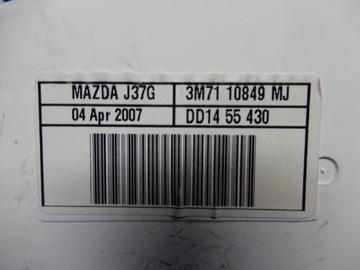 MAZDA J37G 3M71 10849 MJ
04 Apr 2007 DD14 55 430